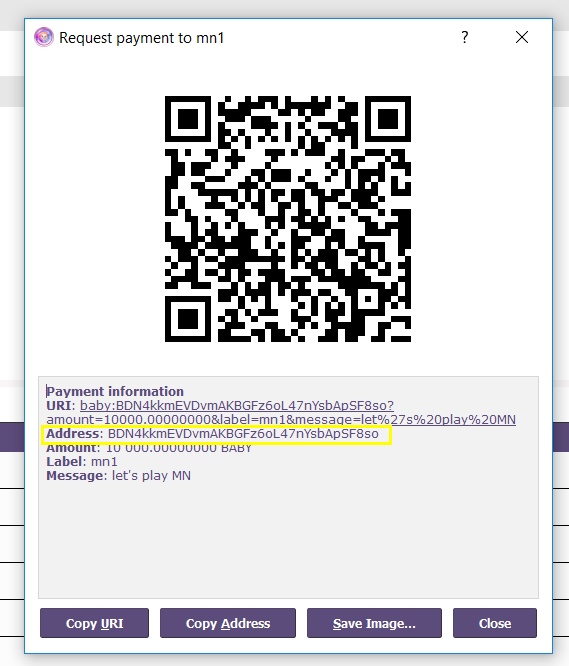 Request payment to mn1
?
Payment information
URI: baby:BDN4kkmEVDvmAKBGFz6oL47nYsbApSF8so?
amount=10000.00000000&label=mn1&message=let%27s%20play%20MN
Address: BDN4kkmEVDvmAKBGFz6oL47nYsbApSF8so
Amount: 10 000.00000000 BABY
Label: mn1
Message: let's play MN
Copy URI
Copy Address
Save Image...
Close